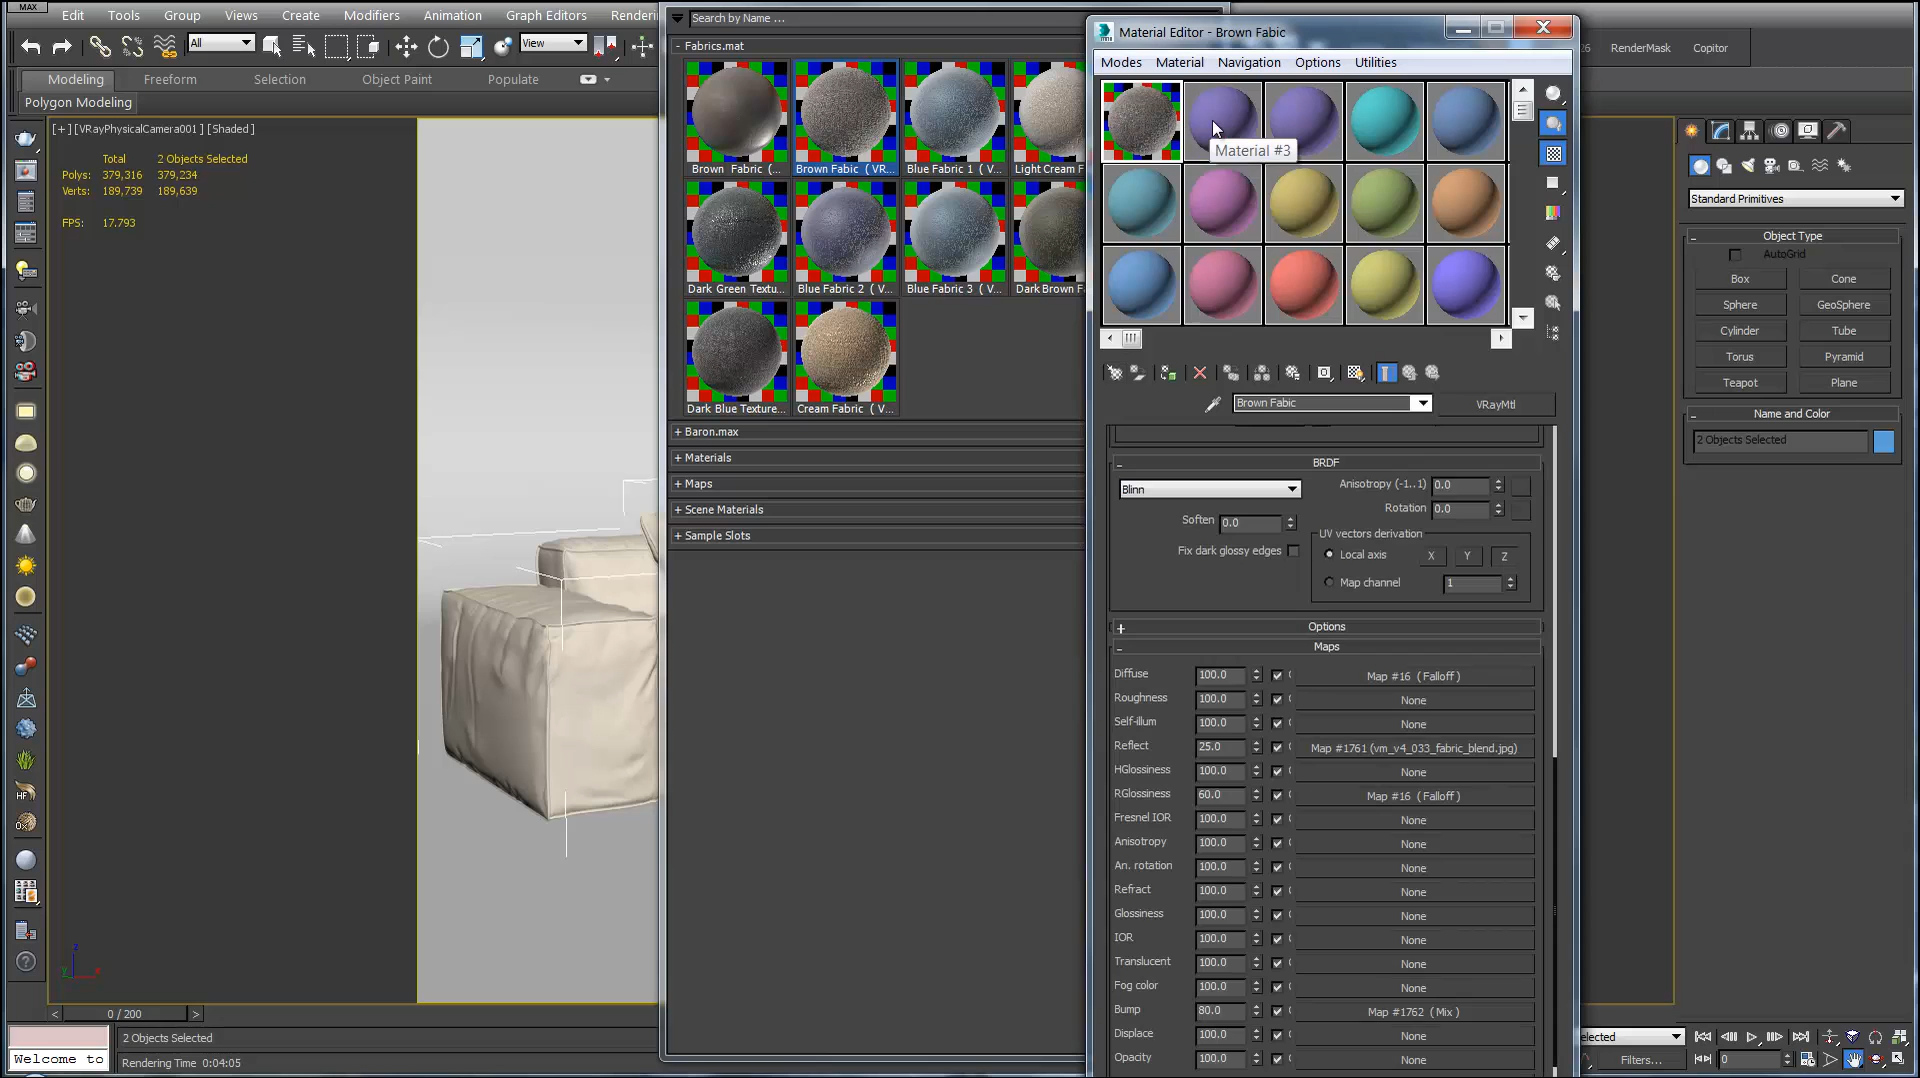 MAX
Edit Tools Group Views Create Modifiers Animation Graph Editors Renderin
All
View
Modeling Freeform Selection Object Paint Populate
Polygon Modeling
[+] [VRayPhysicalCamera001] [Shaded]
Total 2 Objects Selected
Polys: 379,316 379,234
Verts: 189,739 189,639
FPS: 17.793
Search by Name ...
- Fabrics.mat
Brown Fabric (... Brown Fabic (VR... Blue Fabric 1 ( V... Light Cream F
Dark Green Textu... Blue Fabric 2 ( V... Blue Fabric 3 ( V... Dark Brown Fa
Dark Blue Texture... Cream Fabric ( V...
+ Baron.max
+ Materials
+ Maps
+ Scene Materials
+ Sample Slots
Material Editor - Brown Fabic
Modes Material Navigation Options Utilities
Material #3
Brown Fabic VRayMtl
BRDF
Blinn
Anisotropy (-1..1) 0.0
Rotation 0.0
Soften 0.0
UV vectors derivation
Fix dark glossy edges
Local axis X Y Z
Map channel 1
+ Options
- Maps
Diffuse 100.0 Map #16 (Falloff)
Roughness 100.0 None
Self-illum 100.0 None
Reflect 25.0 Map #1761 (vm_v4_033_fabric_blend.jpg)
HGlossiness 100.0 None
RGlossiness 60.0 Map #16 (Falloff)
Fresnel IOR 100.0 None
Anisotropy 100.0 None
An. rotation 100.0 None
Refract 100.0 None
Glossiness 100.0 None
IOR 100.0 None
Translucent 100.0 None
Fog color 100.0 None
Bump 80.0 Map #1762 (Mix)
Displace 100.0 None
Opacity 100.0 None
26 RenderMask Copitor
Standard Primitives
- Object Type
AutoGrid
Box Cone
Sphere GeoSphere
Cylinder Tube
Torus Pyramid
Teapot Plane
- Name and Color
2 Objects Selected
HF
z
y x
< 0 / 200 >
2 Objects Selected
Welcome to
Rendering Time 0:04:05
elected
Filters...
0